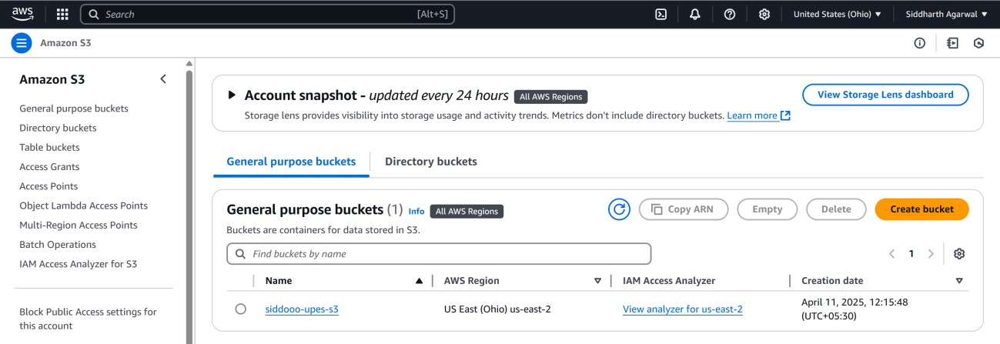 aws Search [Alt+S] United States (Ohio) ▼ Siddharth Agarwal ▼
Amazon S3
Amazon S3
General purpose buckets
Directory buckets
Table buckets
Access Grants
Access Points
Object Lambda Access Points
Multi-Region Access Points
Batch Operations
IAM Access Analyzer for S3
Block Public Access settings for
this account
Account snapshot - updated every 24 hours All AWS Regions View Storage Lens dashboard
Storage lens provides visibility into storage usage and activity trends. Metrics don't include directory buckets. Learn more
General purpose buckets Directory buckets
General purpose buckets (1) Info All AWS Regions Copy ARN Empty Delete Create bucket
Buckets are containers for data stored in S3.
Find buckets by name 1
Name AWS Region IAM Access Analyzer Creation date
siddooo-upes-s3 US East (Ohio) us-east-2 View analyzer for us-east-2 April 11, 2025, 12:15:48
(UTC+05:30)